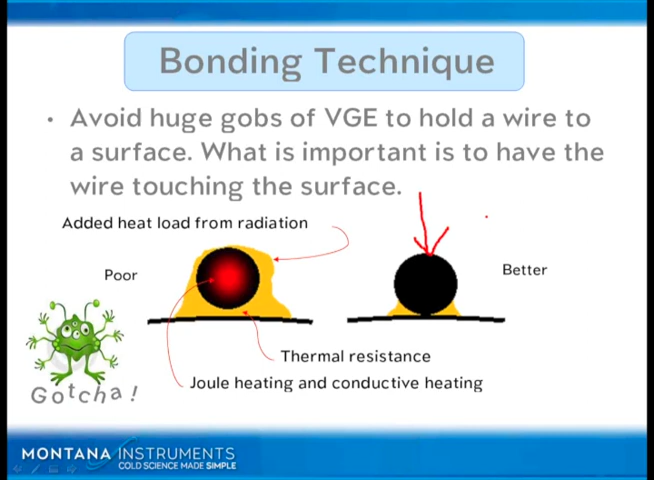 Bonding Technique
• Avoid huge gobs of VGE to hold a wire to
a surface. What is important is to have the
wire touching the surface.
Added heat load from radiation
Poor
Better
Thermal resistance
Joule heating and conductive heating
Gotcha!
MONTANA INSTRUMENTS
COLD SCIENCE MADE SIMPLE